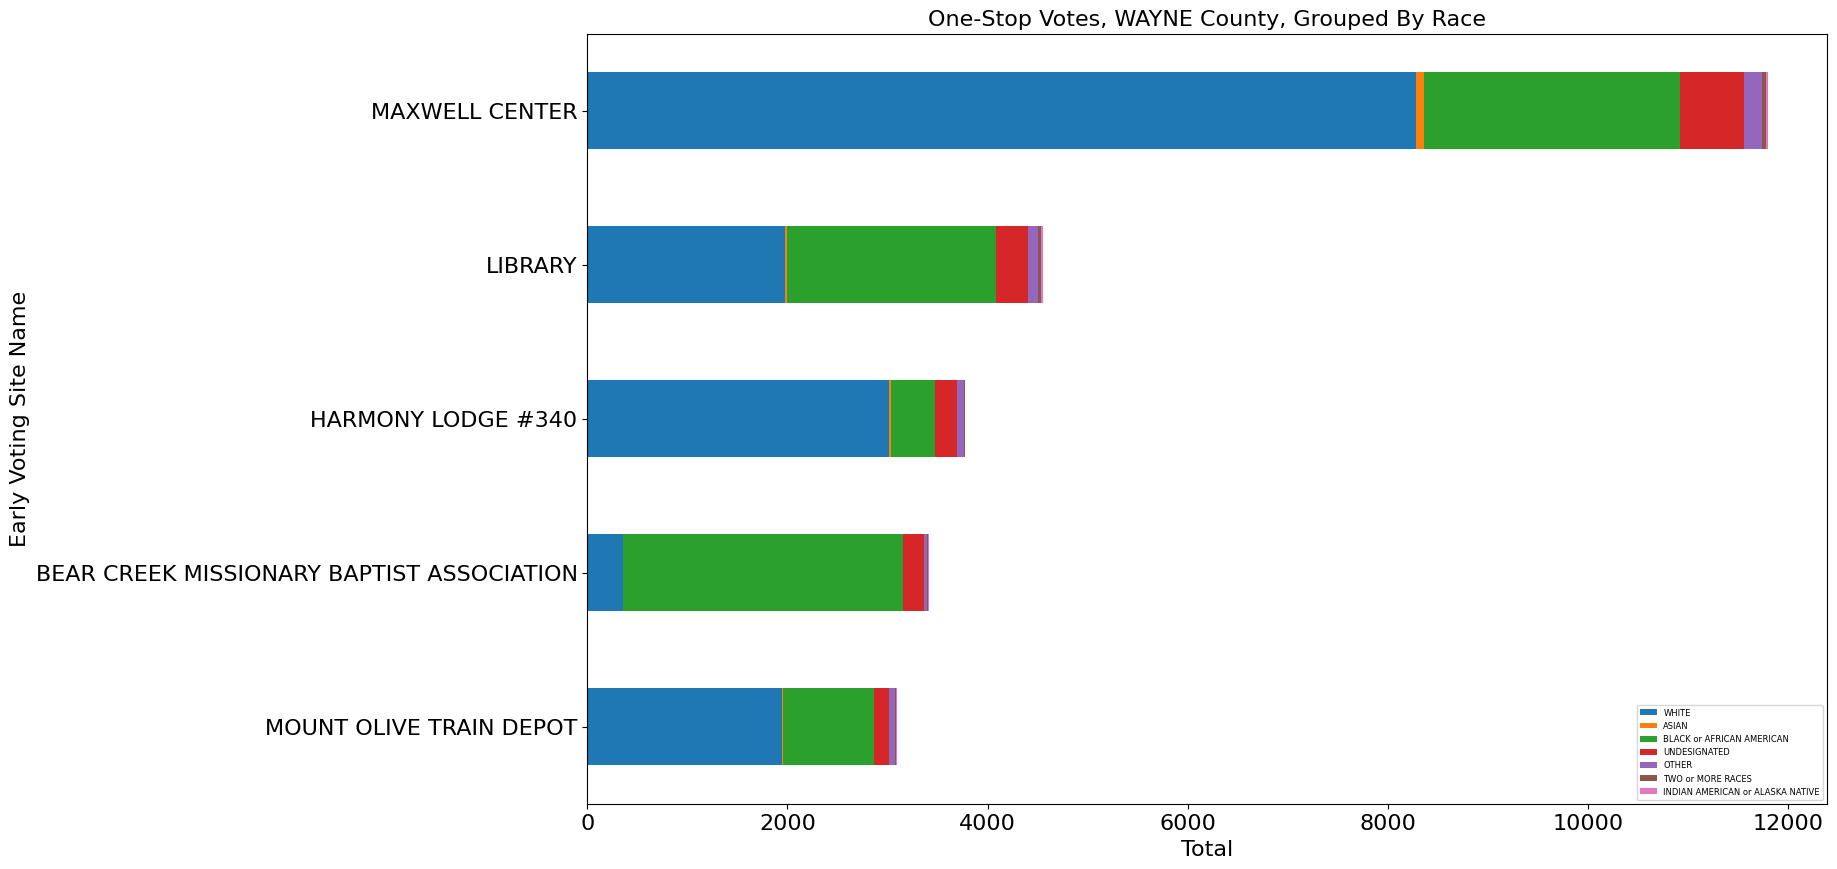 One-Stop Votes, WAYNE County, Grouped By Race
Early Voting Site Name
MAXWELL CENTER
LIBRARY
HARMONY LODGE #340
BEAR CREEK MISSIONARY BAPTIST ASSOCIATION
MOUNT OLIVE TRAIN DEPOT
WHITE
ASIAN
BLACK or AFRICAN AMERICAN
UNDESIGNATED
OTHER
TWO or MORE RACES
INDIAN AMERICAN or ALASKA NATIVE
0 2000 4000 6000 8000 10000 12000
Total